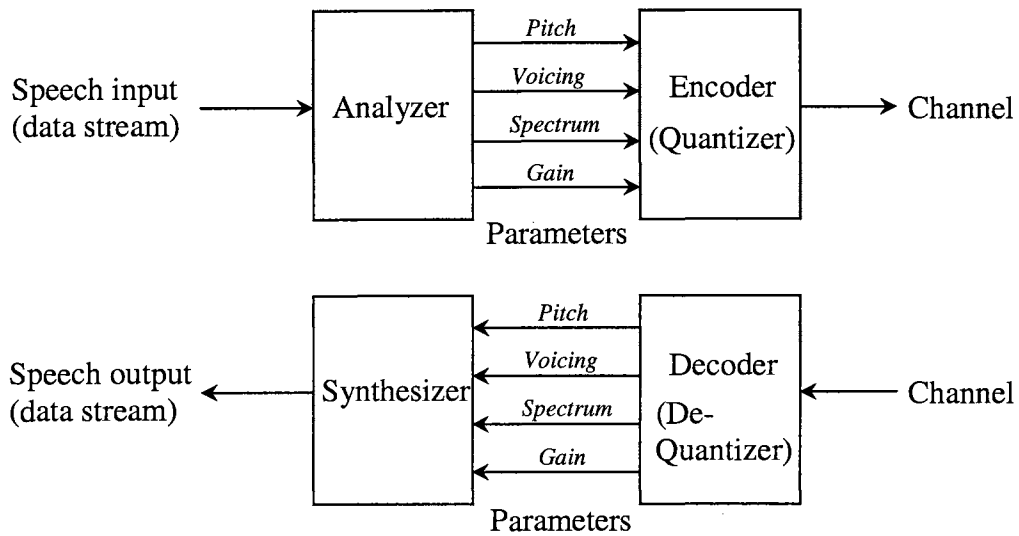 Speech input
(data stream)
Analyzer
Pitch
Voicing
Spectrum
Gain
Parameters
Encoder
(Quantizer)
Channel
Speech output
(data stream)
Synthesizer
Pitch
Voicing
Spectrum
Gain
Parameters
Decoder
(De-
Quantizer)
Channel